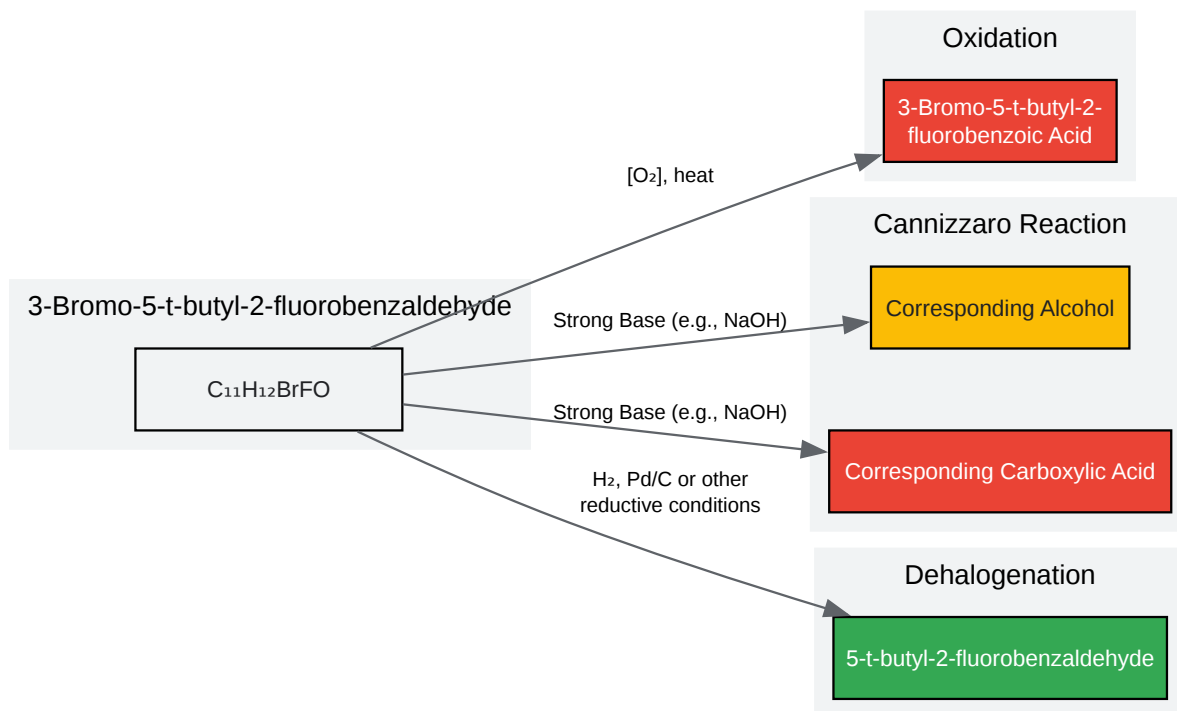 Oxidation
3-Bromo-5-t-butyl-2-
fluorobenzoic Acid
[O₂], heat
Cannizzaro Reaction
3-Bromo-5-t-butyl-2-fluorobenzaldehyde
Corresponding Alcohol
Strong Base (e.g., NaOH)
C₁₁H₁₂BrFO
Strong Base (e.g., NaOH)
Corresponding Carboxylic Acid
H₂, Pd/C or other
reductive conditions
Dehalogenation
5-t-butyl-2-fluorobenzaldehyde